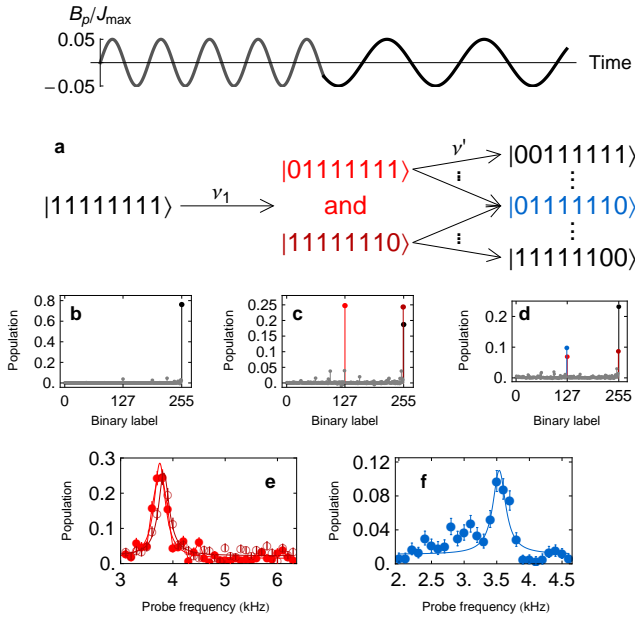 B_p/J_max
0.05
−0.05
Time
a
|11111111⟩
ν_1
|01111111⟩
and
|11111110⟩
ν'
|00111111⟩
|01111110⟩
|11111100⟩
b
Population
0.8
0.6
0.4
0.2
0.
0
127
255
Binary label
c
Population
0.25
0.2
0.15
0.1
0.05
0.
0
127
255
Binary label
d
Population
0.2
0.1
0.
0
127
255
Binary label
e
Population
0.3
0.2
0.1
0.
3
4
5
6
Probe frequency (kHz)
f
Population
0.12
0.08
0.04
0.
2.
2.5
3.
3.5
4.
4.5
Probe frequency (kHz)